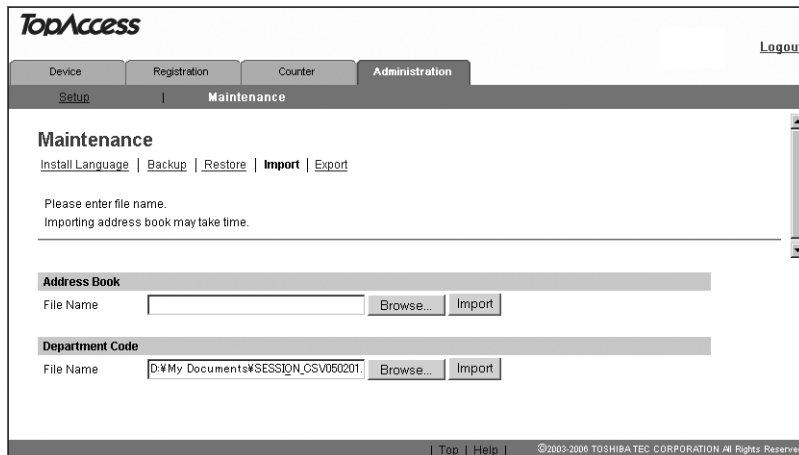 TopAccess
Logout
Device Registration Counter Administration
Setup | Maintenance
Maintenance
Install Language | Backup | Restore | Import | Export
Please enter file name.
Importing address book may take time.
Address Book
File Name Browse... Import
Department Code
File Name D:¥My Documents¥SESSION_CSV050201. Browse... Import
| Top | Help | ©2003-2006 TOSHIBA TEC CORPORATION All Rights Reserve